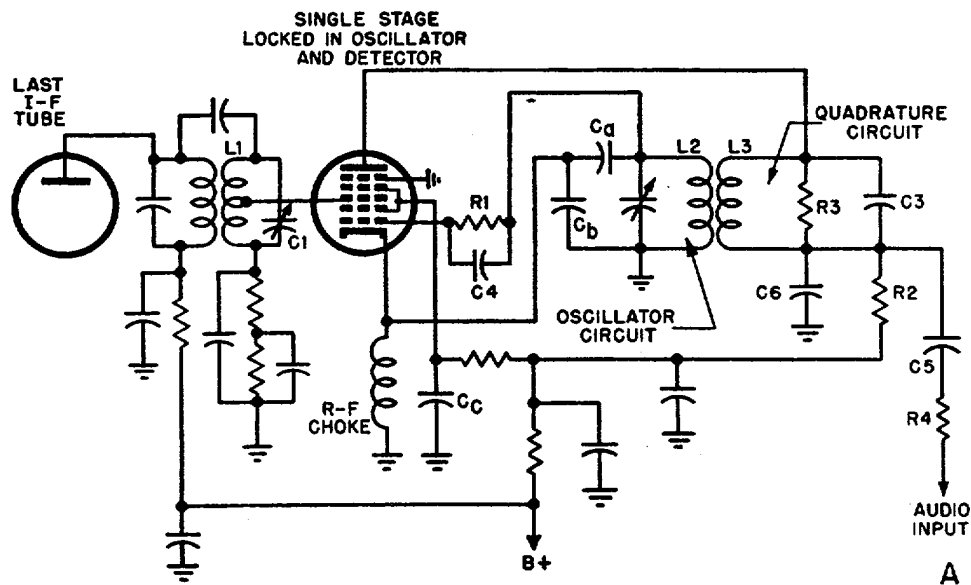 SINGLE STAGE
LOCKED IN OSCILLATOR
AND DETECTOR
LAST
I-F
TUBE
L1
C1
R1
C4
Ca
Cb
L2
L3
QUADRATURE
CIRCUIT
R3
C3
OSCILLATOR
CIRCUIT
C6
R2
C5
R4
R-F
CHOKE
CC
B+
AUDIO
INPUT
A